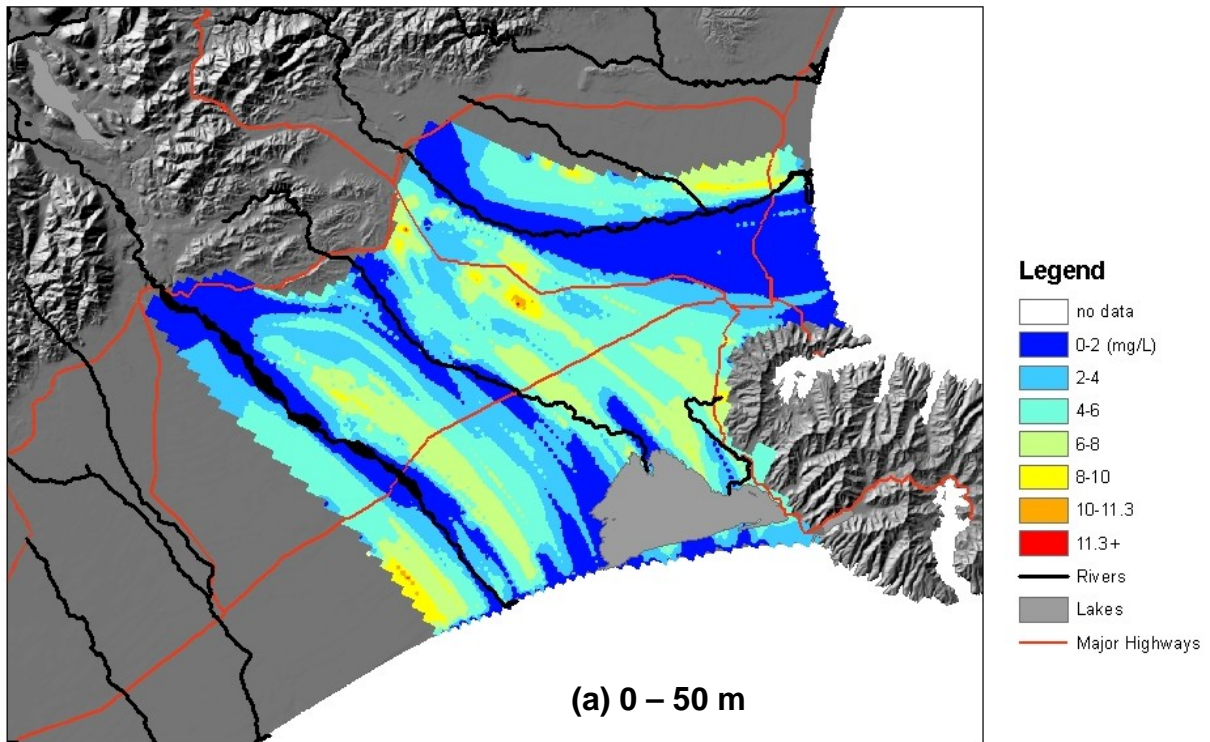 Legend
no data
0-2 (mg/L)
2-4
4-6
6-8
8-10
10-11.3
11.3+
Rivers
Lakes
Major Highways
(a) 0 – 50 m